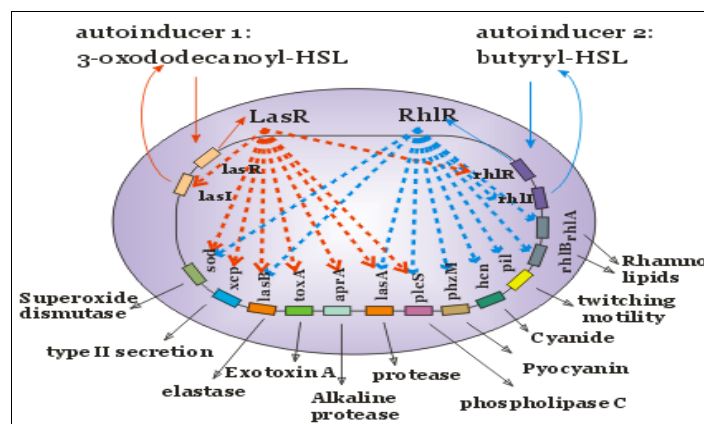 autoinducer 1:
3-oxododecanoyl-HSL
autoinducer 2:
butyryl-HSL
LasR
RhlR
lasR
lasI
rhlR
rhlI
sod
xcp
lasB
toxA
aprA
lasA
plcS
phzM
hcn
pil
rhlB
rhlA
Superoxide
dismutase
type II secretion
elastase
Exotoxin A
Alkaline
protease
protease
phospholipase C
Pyocyanin
Cyanide
twitching
motility
Rhamno
lipids